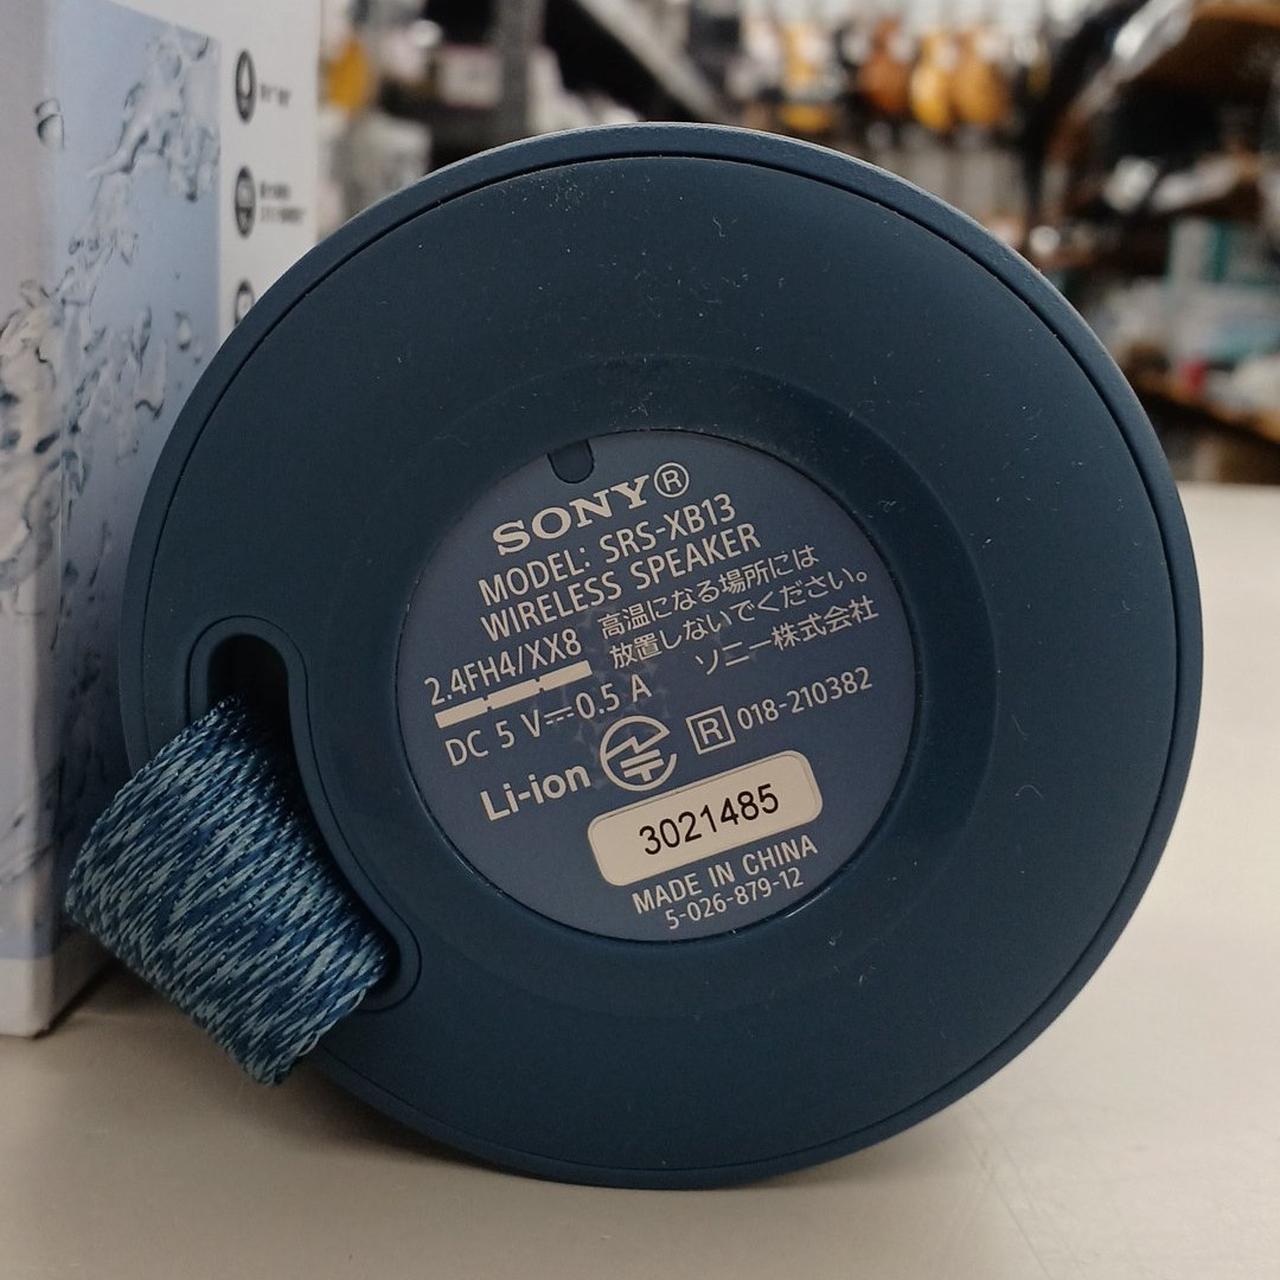 SONY®
MODEL: SRS-XB13
WIRELESS SPEAKER
2.4FH4/XX8
高温になる場所には
放置しないでください。
ソニー株式会社
DC 5 V⎓0.5 A
Li-ion
R 018-210382
3021485
MADE IN CHINA
5-026-879-12